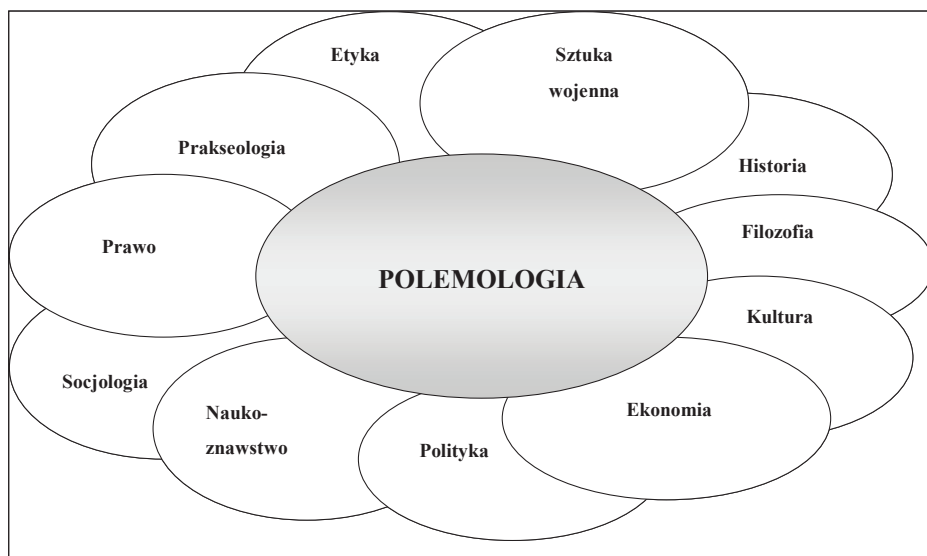 Etyka
Sztuka
wojenna
Prakseologia
Historia
Prawo
Filozofia
POLEMOLOGIA
Kultura
Socjologia
Nauko-
znawstwo
Polityka
Ekonomia